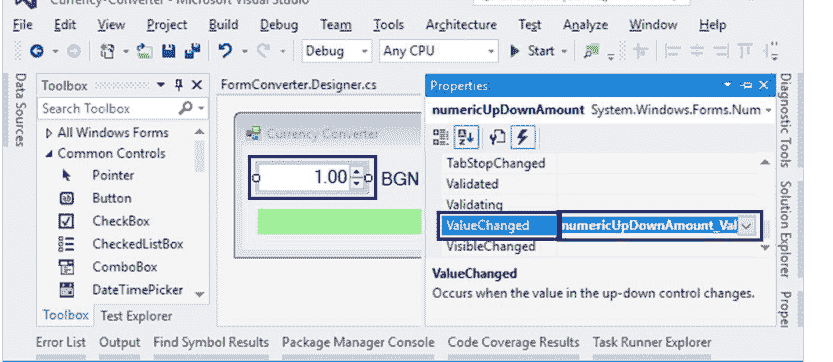 Currency-Converter - Microsoft Visual Studio
File Edit View Project Build Debug Team Tools Architecture Test Analyze Window Help
Debug Any CPU Start
Data Sources
Toolbox
Search Toolbox
All Windows Forms
Common Controls
Pointer
Button
CheckBox
CheckedListBox
ComboBox
DateTimePicker
Toolbox Test Explorer
FormConverter.Designer.cs
Currency Converter
1.00 BGN
Properties
numericUpDownAmount System.Windows.Forms.Num
TabStopChanged
Validated
Validating
ValueChanged numericUpDownAmount_Val
VisibleChanged
ValueChanged
Occurs when the value in the up-down control changes.
Diagnostic Tools
Solution Explorer
Proper
Error List Output Find Symbol Results Package Manager Console Code Coverage Results Task Runner Explorer